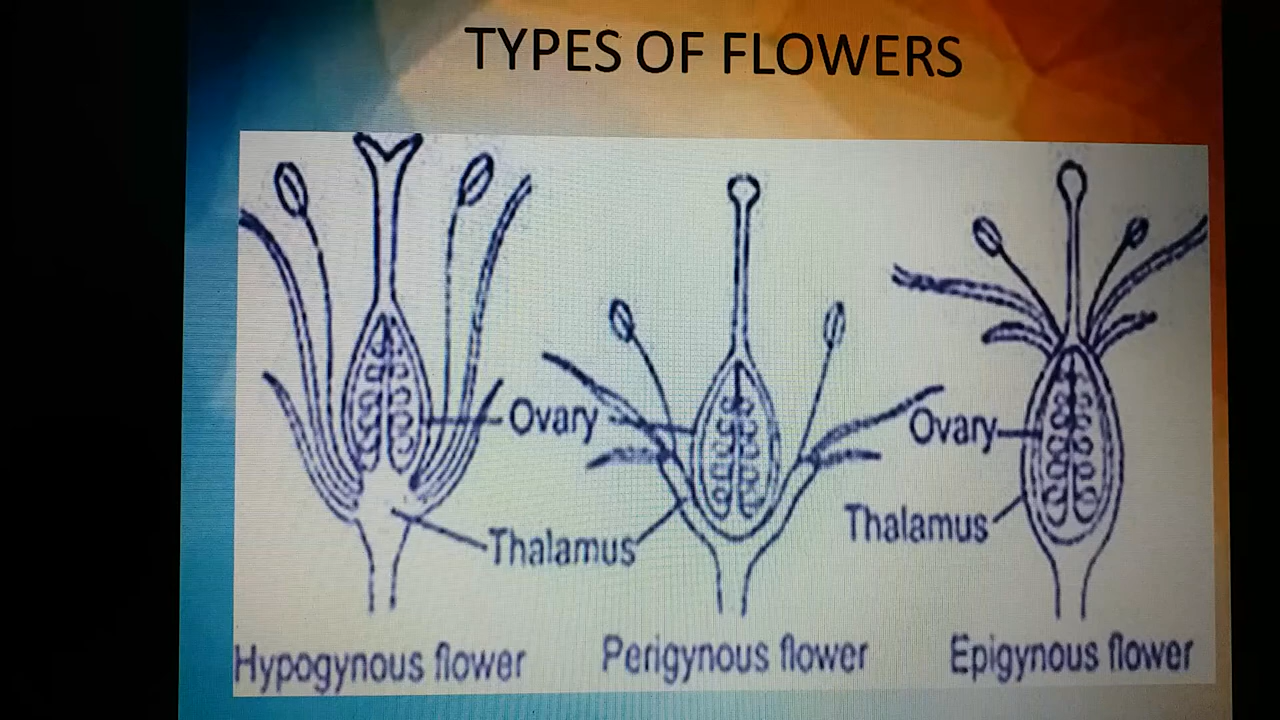 TYPES OF FLOWERS
Ovary
Ovary
Thalamus
Thalamus
Hypogynous flower
Perigynous flower
Epigynous flower